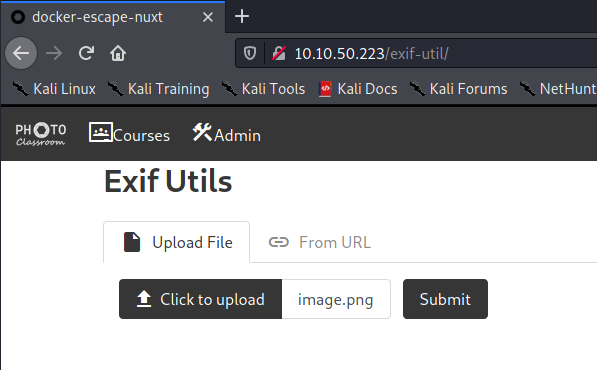 docker-escape-nuxt
10.10.50.223/exif-util/
Kali Linux Kali Training Kali Tools Kali Docs Kali Forums NetHunt
PHOTO Classroom Courses Admin
Exif Utils
Upload File From URL
Click to upload image.png Submit